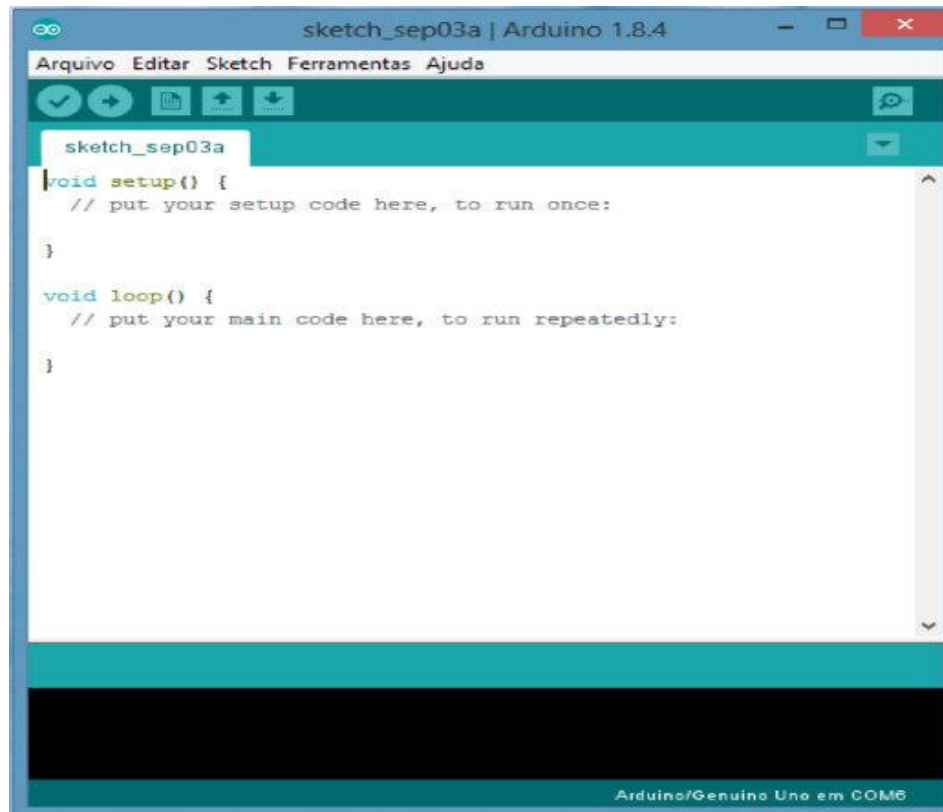 sketch_sep03a | Arduino 1.8.4
Arquivo Editar Sketch Ferramentas Ajuda
sketch_sep03a
void setup() {
  // put your setup code here, to run once:
}
void loop() {
  // put your main code here, to run repeatedly:
}
Arduino/Genuino Uno em COM6